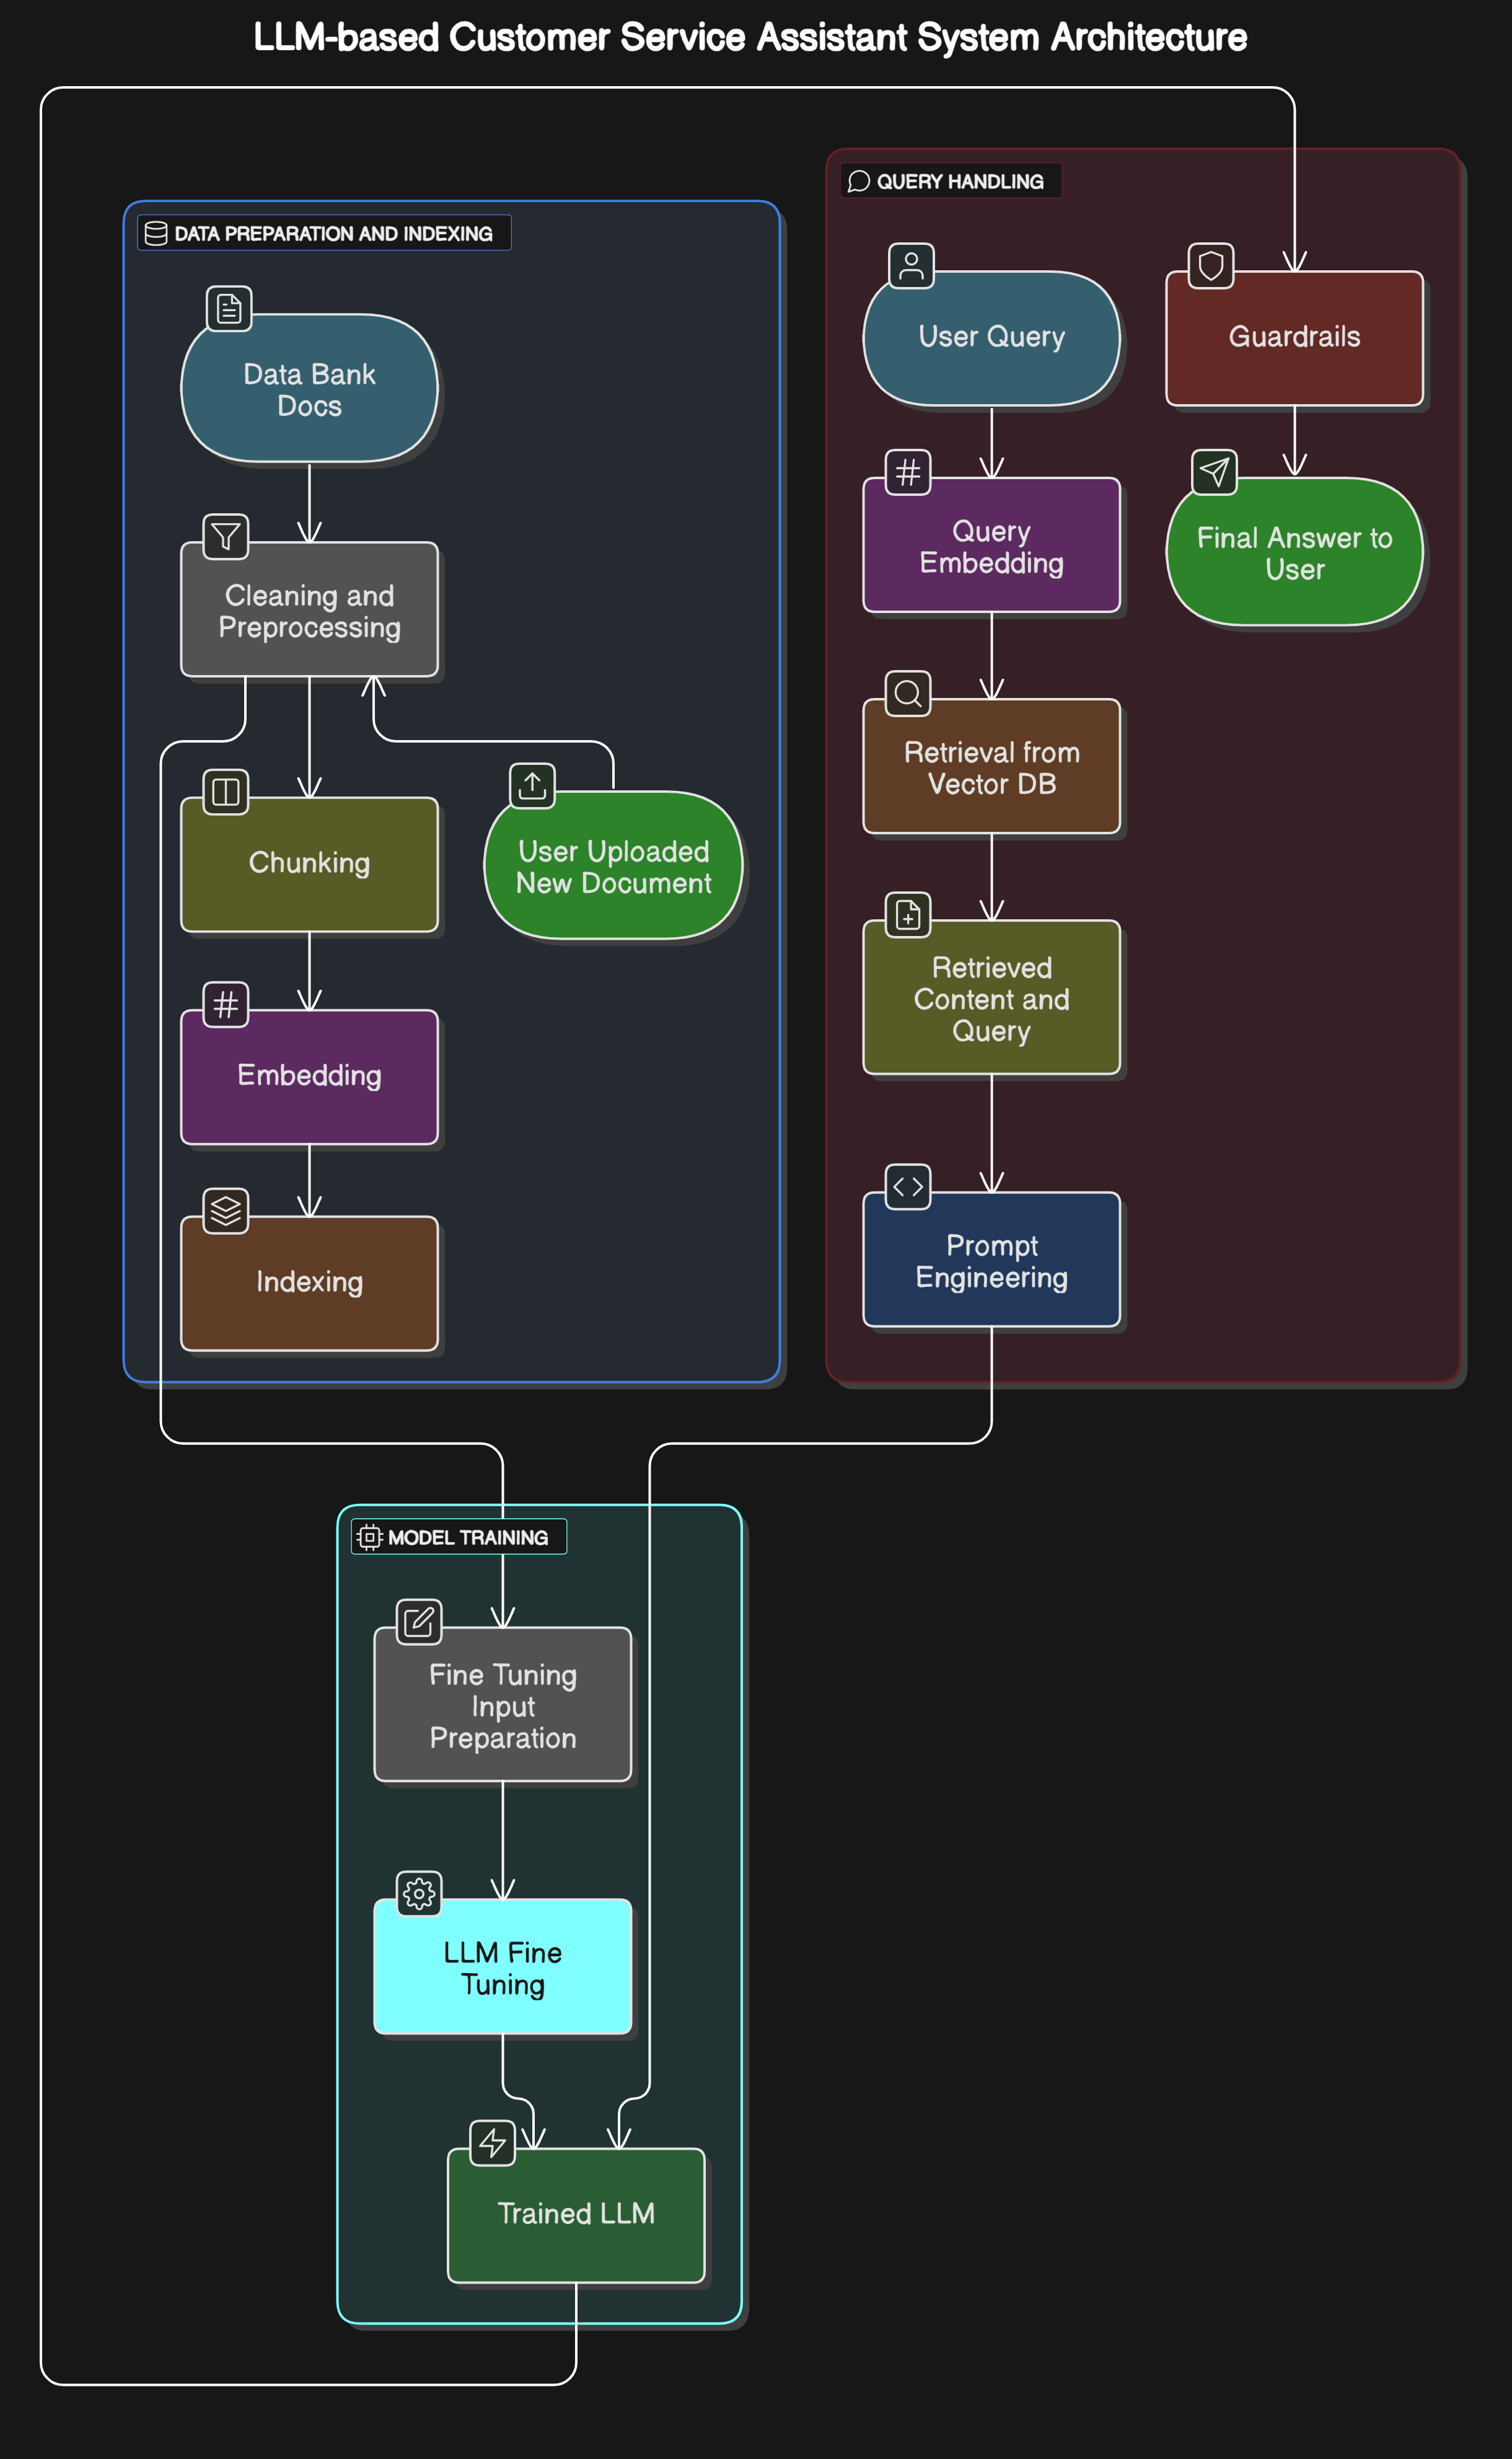 LLM-based Customer Service Assistant System Architecture
DATA PREPARATION AND INDEXING
Data Bank
Docs
Cleaning and
Preprocessing
Chunking
User Uploaded
New Document
Embedding
Indexing
QUERY HANDLING
User Query
Guardrails
Query
Embedding
Final Answer to
User
Retrieval from
Vector DB
Retrieved
Content and
Query
Prompt
Engineering
MODEL TRAINING
Fine Tuning
Input
Preparation
LLM Fine
Tuning
Trained LLM